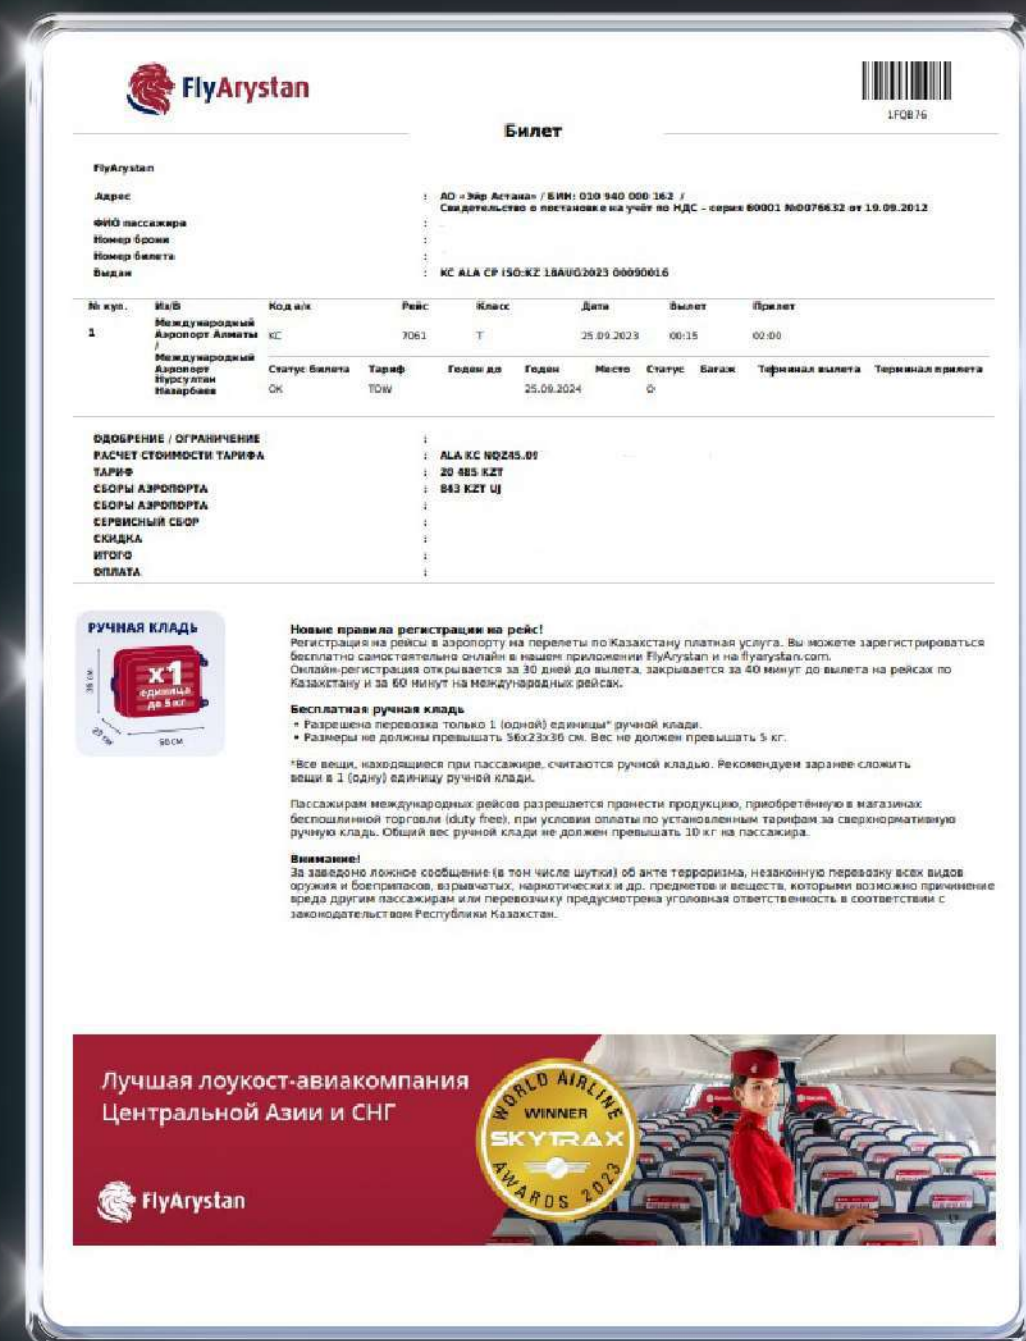 FlyArystan
1FQB76
Билет
FlyArystan
Адрес : АО «Эйр Астана» / БИН: 010 940 000 162 /
Свидетельство о постановке на учёт по НДС – серия 60001 №0076632 от 19.09.2012
ФИО пассажира :
Номер брони :
Номер билета :
Выдан : KC ALA CP ISO:KZ 18AUG2023 00090016
№ куп. Из/В Код а/к Рейс Класс Дата Вылет Прилет
1 Международный Аэропорт Алматы / KC 7061 T 25.09.2023 00:15 02:00
Международный Аэропорт Нурсултан Назарбаев
Статус билета Тариф Годен до Годен Место Статус Багаж Терминал вылета Терминал прилета
OK TOW 25.09.2024 O
ОДОБРЕНИЕ / ОГРАНИЧЕНИЕ :
РАСЧЕТ СТОИМОСТИ ТАРИФА : ALA KC NQZ45.09
ТАРИФ : 20 485 KZT
СБОРЫ АЭРОПОРТА : 843 KZT UJ
СБОРЫ АЭРОПОРТА :
СЕРВИСНЫЙ СБОР :
СКИДКА :
ИТОГО :
ОПЛАТА :
РУЧНАЯ КЛАДЬ
x1
единица
до 5 кг
36 см
23 см
56 см
Новые правила регистрации на рейс!
Регистрация на рейсы в аэропорту на перелеты по Казахстану платная услуга. Вы можете зарегистрироваться
бесплатно самостоятельно онлайн в нашем приложении FlyArystan и на flyarystan.com.
Онлайн-регистрация открывается за 30 дней до вылета, закрывается за 40 минут до вылета на рейсах по
Казахстану и за 60 минут на международных рейсах.
Бесплатная ручная кладь
• Разрешена перевозка только 1 (одной) единицы* ручной клади.
• Размеры не должны превышать 56x23x36 см. Вес не должен превышать 5 кг.
*Все вещи, находящиеся при пассажире, считаются ручной кладью. Рекомендуем заранее сложить
вещи в 1 (одну) единицу ручной клади.
Пассажирам международных рейсов разрешается пронести продукцию, приобретённую в магазинах
беспошлинной торговли (duty free), при условии оплаты по установленным тарифам за сверхнормативную
ручную кладь. Общий вес ручной клади не должен превышать 10 кг на пассажира.
Внимание!
За заведомо ложное сообщение (в том числе шутки) об акте терроризма, незаконную перевозку всех видов
оружия и боеприпасов, взрывчатых, наркотических и др. предметов и веществ, которыми возможно причинение
вреда другим пассажирам или перевозчику предусмотрена уголовная ответственность в соответствии с
законодательством Республики Казахстан.
Лучшая лоукост-авиакомпания
Центральной Азии и СНГ
FlyArystan
WORLD AIRLINE
WINNER
SKYTRAX
AWARDS 2023